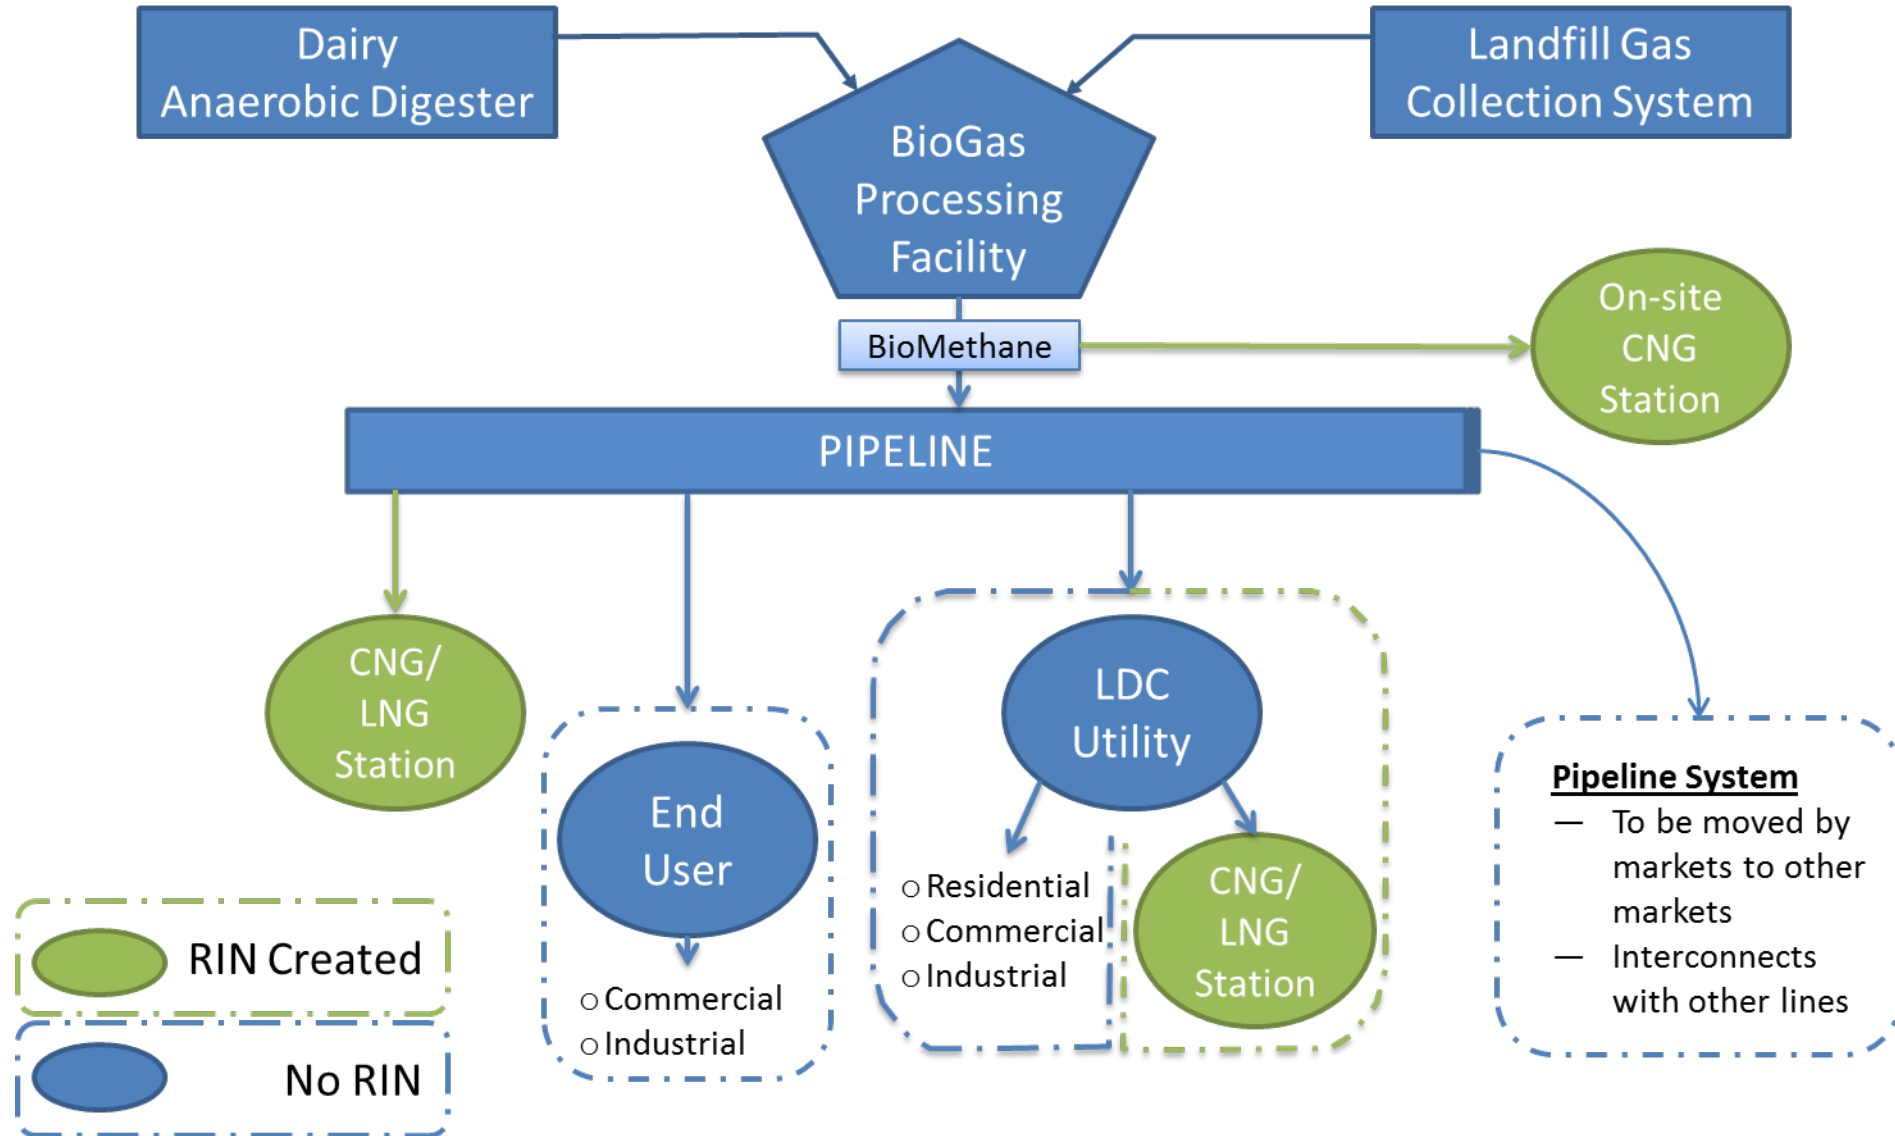 Dairy
Anaerobic Digester
Landfill Gas
Collection System
BioGas
Processing
Facility
On-site
CNG
Station
BioMethane
PIPELINE
CNG/
LNG
Station
End
User
o Commercial
o Industrial
LDC
Utility
o Residential
o Commercial
o Industrial
CNG/
LNG
Station
Pipeline System
— To be moved by
markets to other
markets
— Interconnects
with other lines
RIN Created
No RIN